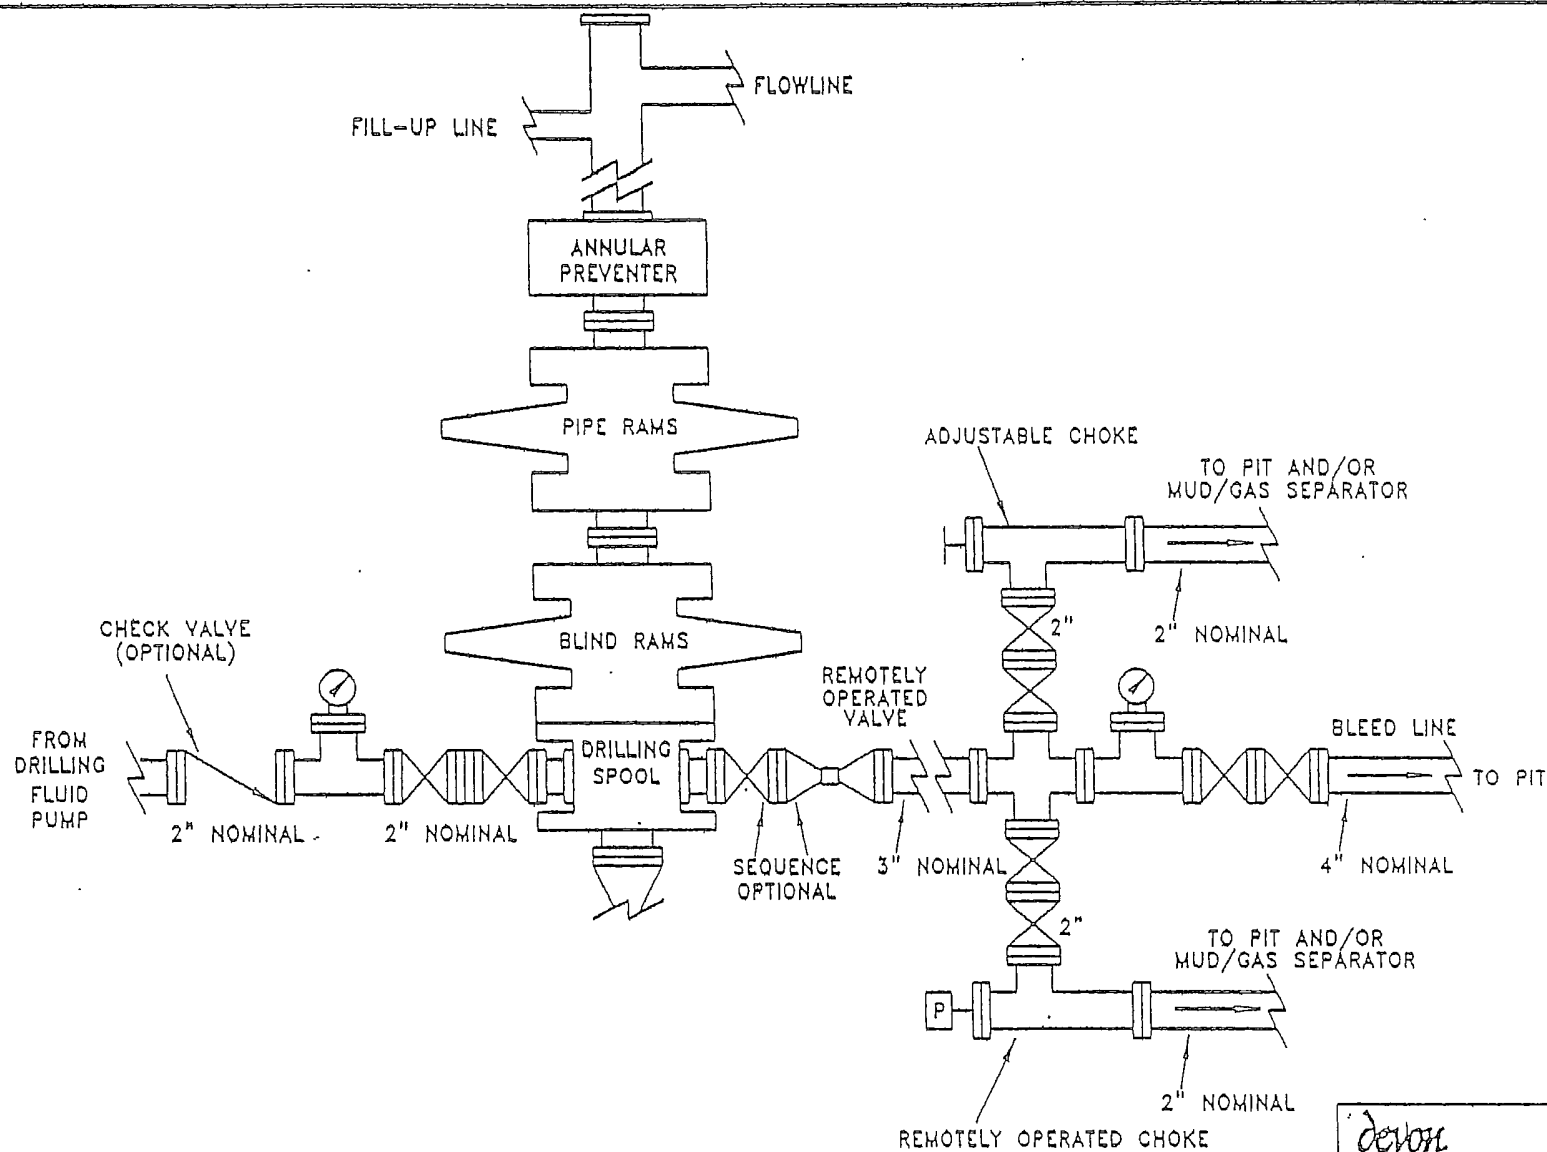 FLOWLINE
FILL-UP LINE
ANNULAR
PREVENTER
PIPE RAMS
ADJUSTABLE CHOKE
TO PIT AND/OR
MUD/GAS SEPARATOR
2"
2" NOMINAL
BLIND RAMS
CHECK VALVE
(OPTIONAL)
REMOTELY
OPERATED
VALVE
FROM
DRILLING
FLUID
PUMP
2" NOMINAL
2" NOMINAL
DRILLING
SPOOL
SEQUENCE
OPTIONAL
3" NOMINAL
BLEED LINE
TO PIT
4" NOMINAL
2"
TO PIT AND/OR
MUD/GAS SEPARATOR
P
2" NOMINAL
REMOTELY OPERATED CHOKE
devon